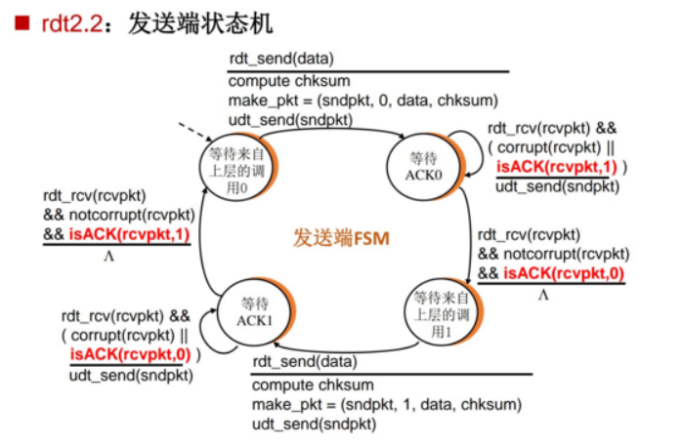 ■ rdt2.2：发送端状态机
rdt_send(data)
compute chksum
make_pkt = (sndpkt, 0, data, chksum)
udt_send(sndpkt)
等待来自
上层的调
用0
等待
ACK0
rdt_rcv(rcvpkt) &&
( corrupt(rcvpkt) ||
isACK(rcvpkt,1) )
udt_send(sndpkt)
rdt_rcv(rcvpkt)
&& notcorrupt(rcvpkt)
&& isACK(rcvpkt,1)
Λ
发送端FSM
rdt_rcv(rcvpkt)
&& notcorrupt(rcvpkt)
&& isACK(rcvpkt,0)
Λ
rdt_rcv(rcvpkt) &&
( corrupt(rcvpkt) ||
isACK(rcvpkt,0) )
udt_send(sndpkt)
等待
ACK1
等待来自
上层的调
用1
rdt_send(data)
compute chksum
make_pkt = (sndpkt, 1, data, chksum)
udt_send(sndpkt)